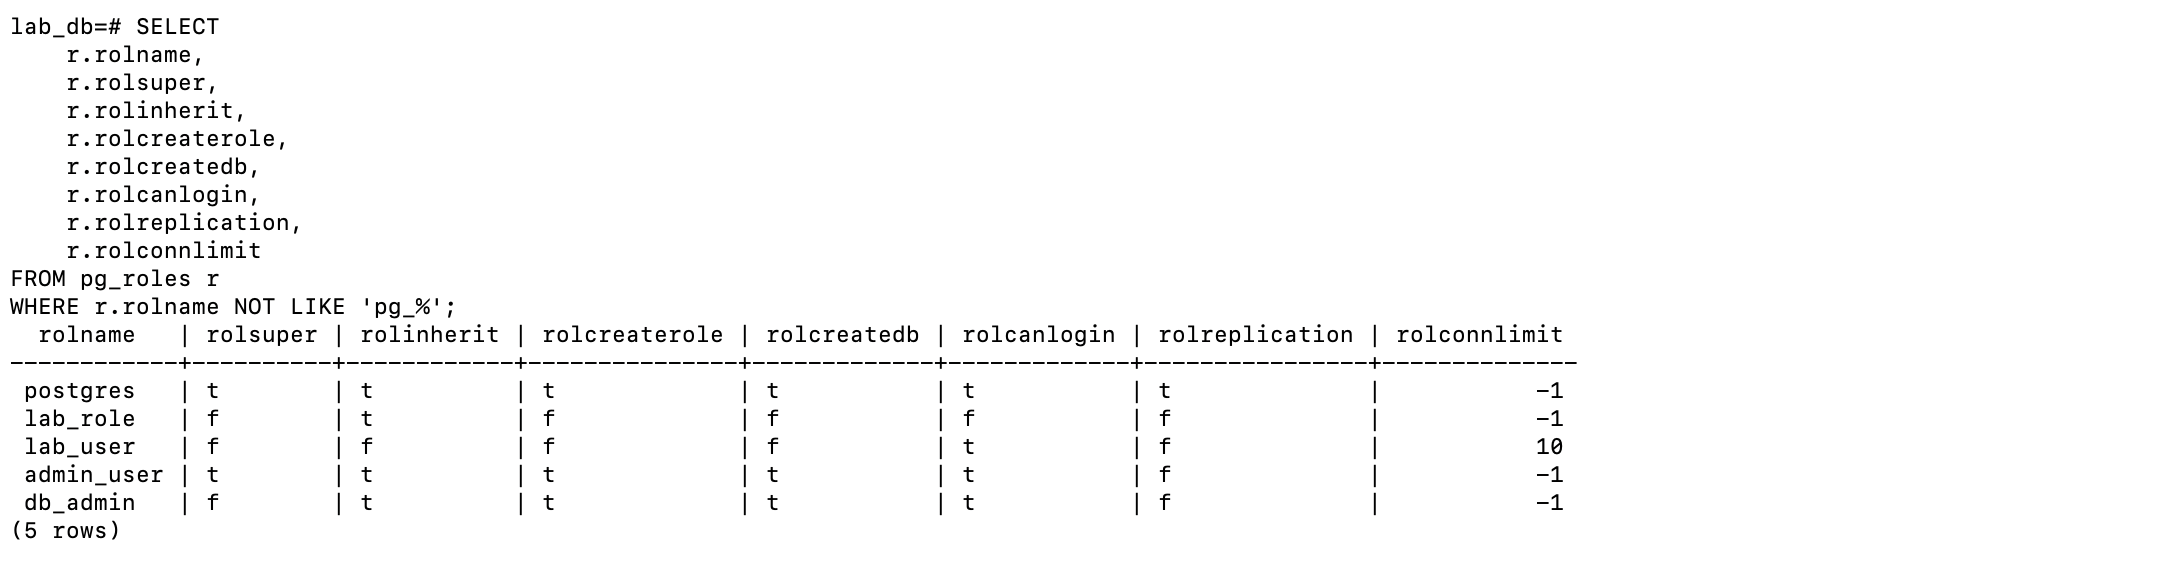 lab_db=# SELECT
    r.rolname,
    r.rolsuper,
    r.rolinherit,
    r.rolcreaterole,
    r.rolcreatedb,
    r.rolcanlogin,
    r.rolreplication,
    r.rolconnlimit
FROM pg_roles r
WHERE r.rolname NOT LIKE 'pg_%';
  rolname   | rolsuper | rolinherit | rolcreaterole | rolcreatedb | rolcanlogin | rolreplication | rolconnlimit
------------+----------+------------+---------------+-------------+-------------+----------------+--------------
 postgres   | t        | t          | t             | t           | t           | t              |           -1
 lab_role   | f        | t          | f             | f           | f           | f              |           -1
 lab_user   | f        | f          | f             | f           | t           | f              |           10
 admin_user | t        | t          | t             | t           | t           | f              |           -1
 db_admin   | f        | t          | t             | t           | t           | f              |           -1
(5 rows)